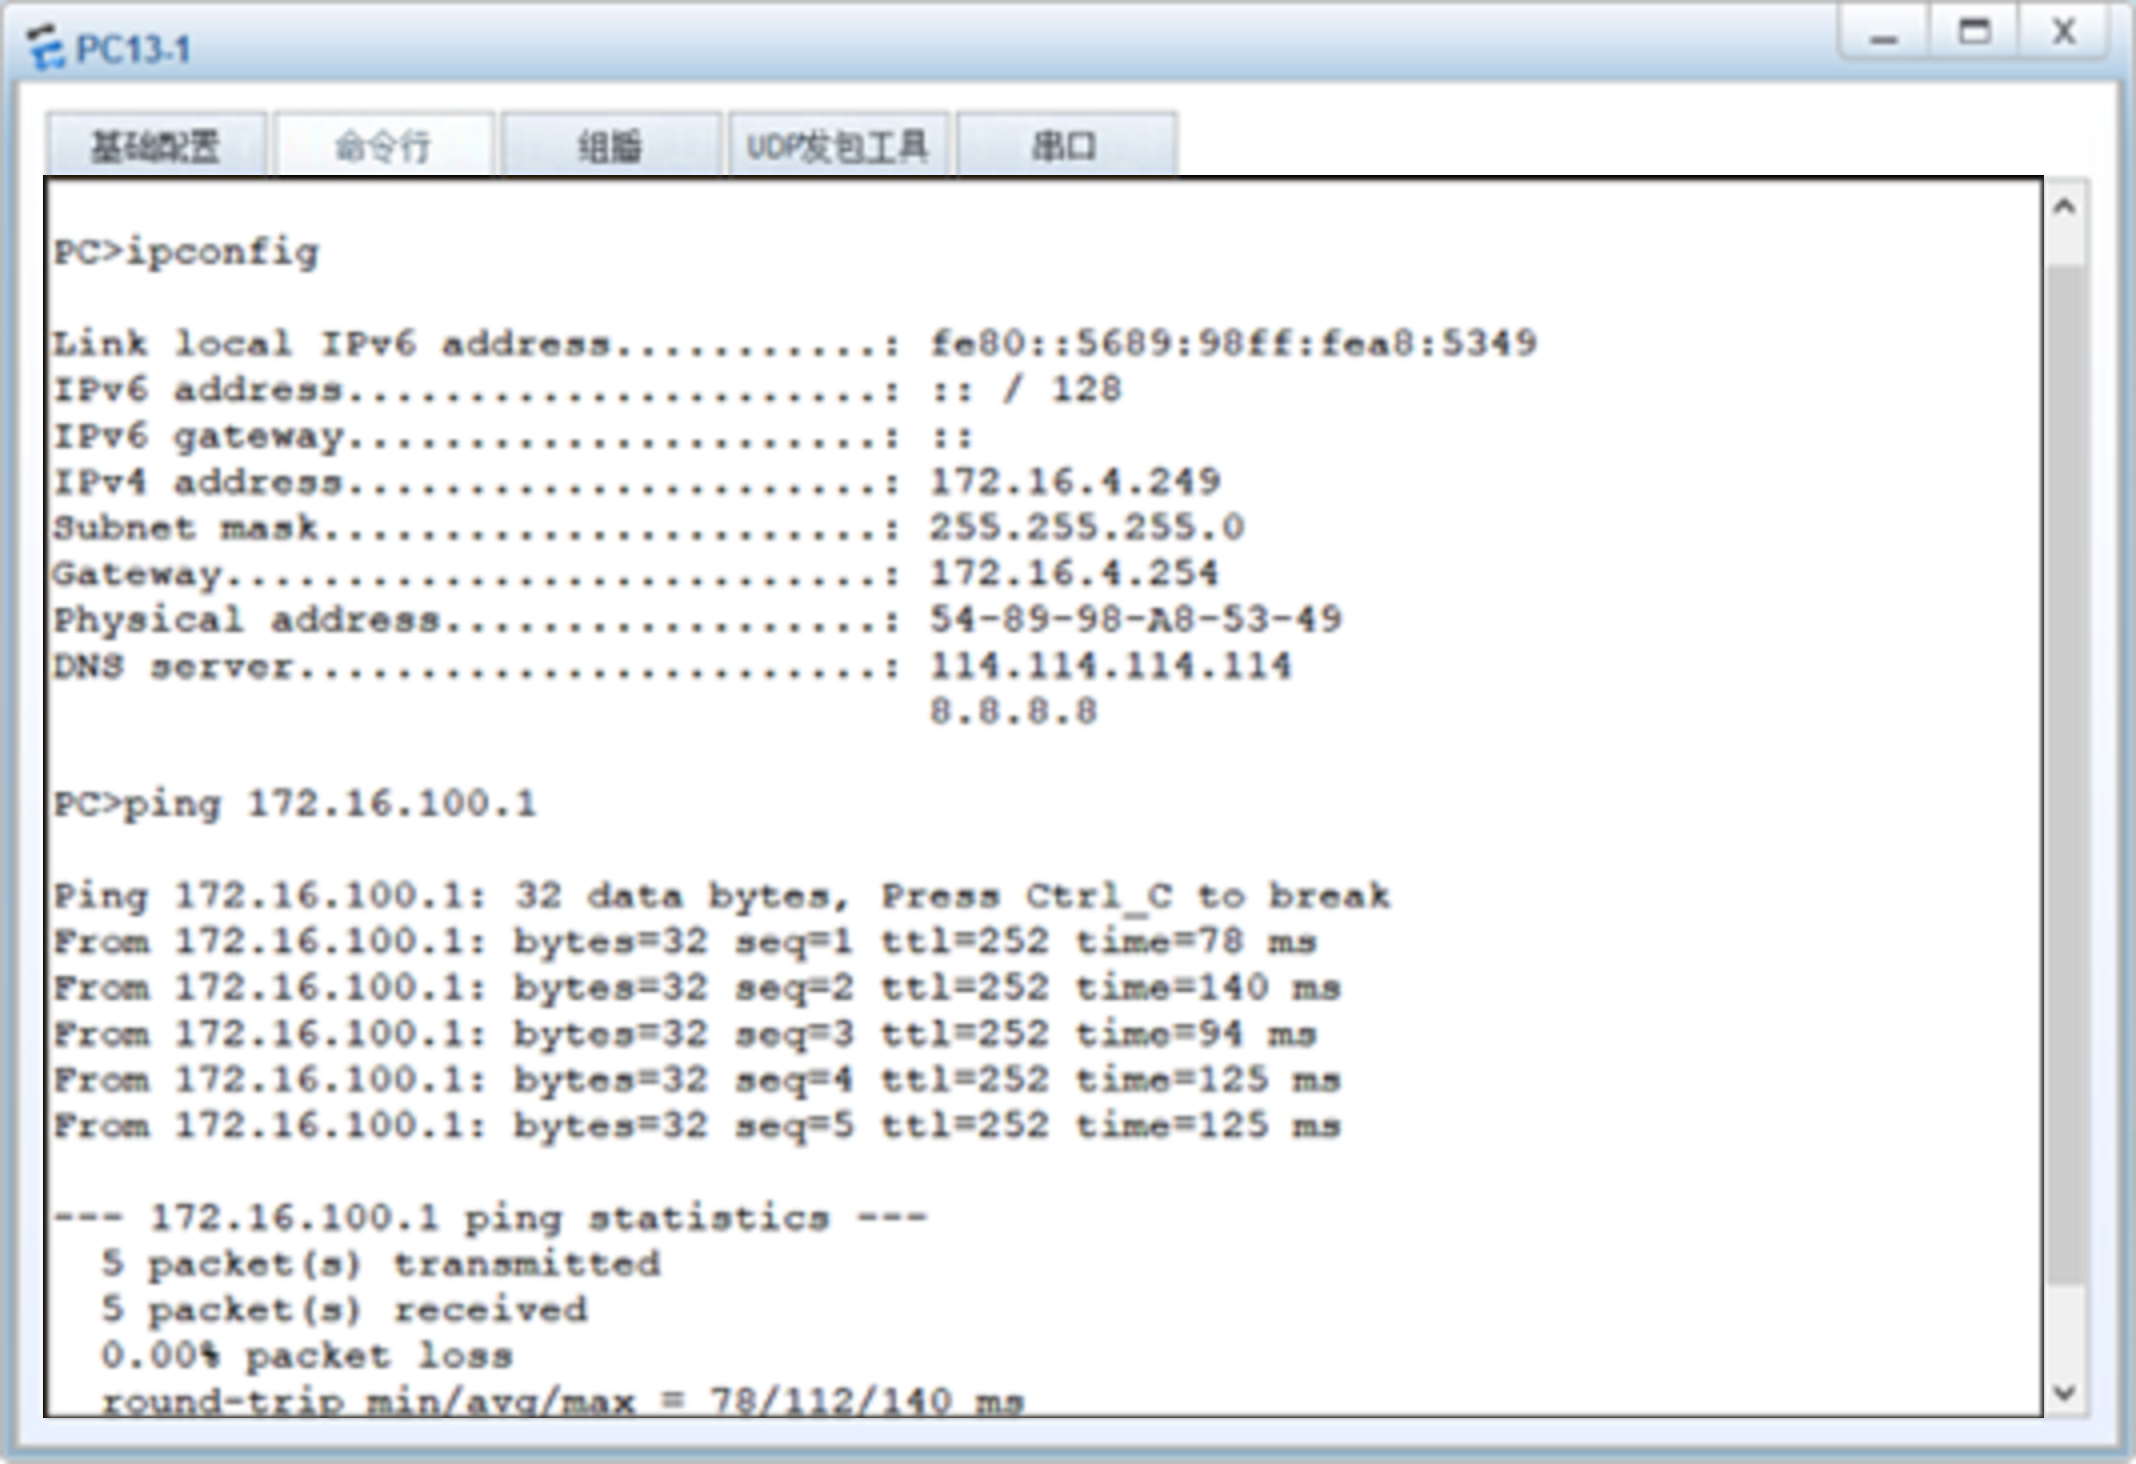 PC13-1
基础配置 命令行 组播 UDP发包工具 串口
PC>ipconfig
Link local IPv6 address...........: fe80::5689:98ff:fea8:5349
IPv6 address......................: :: / 128
IPv6 gateway......................: ::
IPv4 address......................: 172.16.4.249
Subnet mask.......................: 255.255.255.0
Gateway...........................: 172.16.4.254
Physical address..................: 54-89-98-A8-53-49
DNS server........................: 114.114.114.114
8.8.8.8
PC>ping 172.16.100.1
Ping 172.16.100.1: 32 data bytes, Press Ctrl_C to break
From 172.16.100.1: bytes=32 seq=1 ttl=252 time=78 ms
From 172.16.100.1: bytes=32 seq=2 ttl=252 time=140 ms
From 172.16.100.1: bytes=32 seq=3 ttl=252 time=94 ms
From 172.16.100.1: bytes=32 seq=4 ttl=252 time=125 ms
From 172.16.100.1: bytes=32 seq=5 ttl=252 time=125 ms
--- 172.16.100.1 ping statistics ---
5 packet(s) transmitted
5 packet(s) received
0.00% packet loss
round-trip min/avg/max = 78/112/140 ms